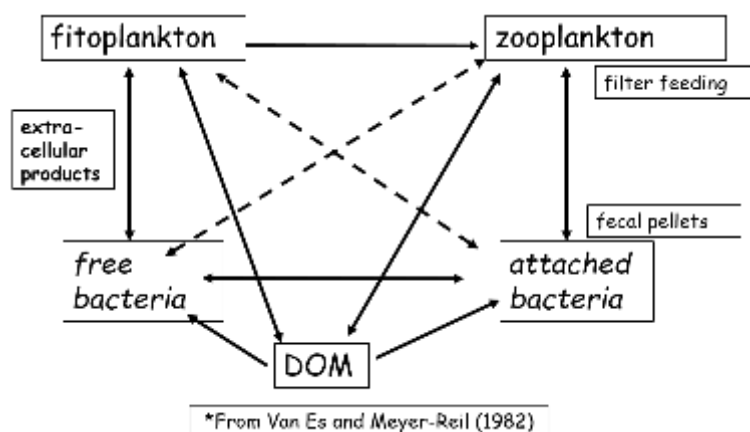 fitoplankton
zooplankton
filter feeding
extra-
cellular
products
fecal pellets
free
bacteria
attached
bacteria
DOM
*From Van Es and Meyer-Reil (1982)